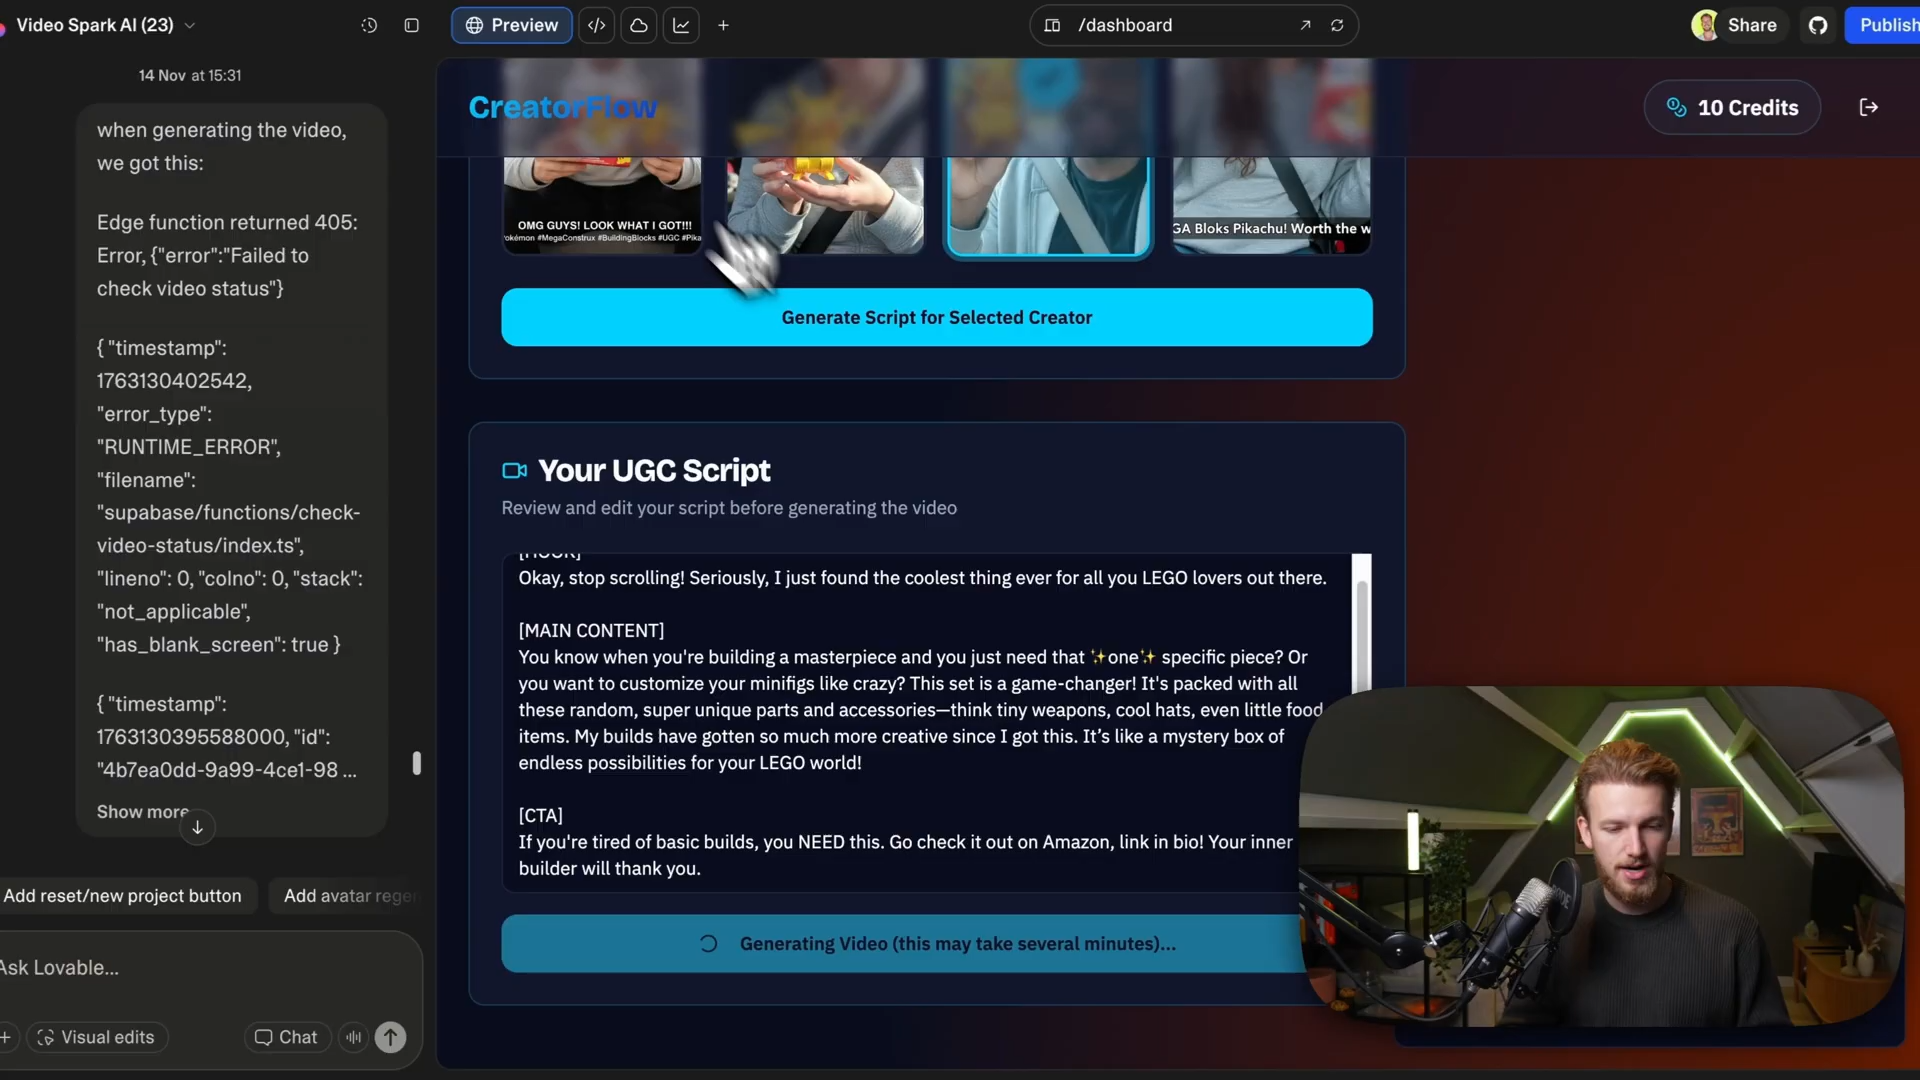 Video Spark AI (23)
Preview
/dashboard
Share
Publish
14 Nov at 15:31
when generating the video,
we got this:
Edge function returned 405:
Error, {"error":"Failed to
check video status"}
{ "timestamp":
1763130402542,
"error_type":
"RUNTIME_ERROR",
"filename":
"supabase/functions/check-
video-status/index.ts",
"lineno": 0, "colno": 0, "stack":
"not_applicable",
"has_blank_screen": true }
{ "timestamp":
1763130395588000, "id":
"4b7ea0dd-9a99-4ce1-98 ...
Show more
Add reset/new project button
Add avatar rege
Ask Lovable...
Visual edits
Chat
CreatorFlow
10 Credits
OMG GUYS! LOOK WHAT I GOT!!!
okémon #MegaConstrux #BuildingBlocks #UGC #Pika
GA Bloks Pikachu! Worth the w
Generate Script for Selected Creator
Your UGC Script
Review and edit your script before generating the video
[HOOK]
Okay, stop scrolling! Seriously, I just found the coolest thing ever for all you LEGO lovers out there.
[MAIN CONTENT]
You know when you're building a masterpiece and you just need that ✨one✨ specific piece? Or
you want to customize your minifigs like crazy? This set is a game-changer! It's packed with all
these random, super unique parts and accessories—think tiny weapons, cool hats, even little food
items. My builds have gotten so much more creative since I got this. It’s like a mystery box of
endless possibilities for your LEGO world!
[CTA]
If you're tired of basic builds, you NEED this. Go check it out on Amazon, link in bio! Your inner
builder will thank you.
Generating Video (this may take several minutes)...